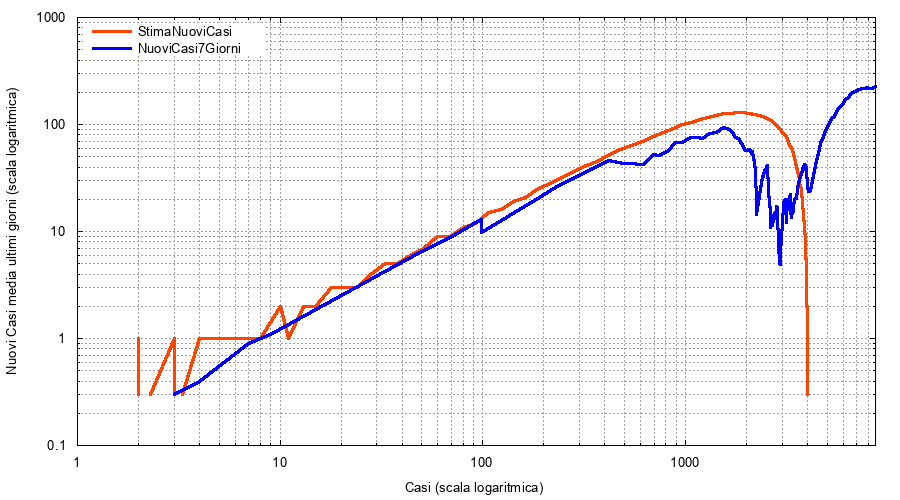 1000
StimaNuoviCasi
NuoviCasi7Giorni
100
10
1
0.1
Nuovi Casi media ultimi giorni (scala logaritmica)
1
10
100
1000
Casi (scala logaritmica)